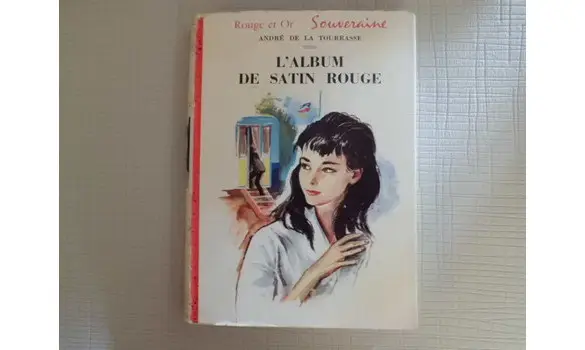 Rouge et Or Souveraine
ANDRÉ DE LA TOURRASSE
L'ALBUM
DE SATIN ROUGE